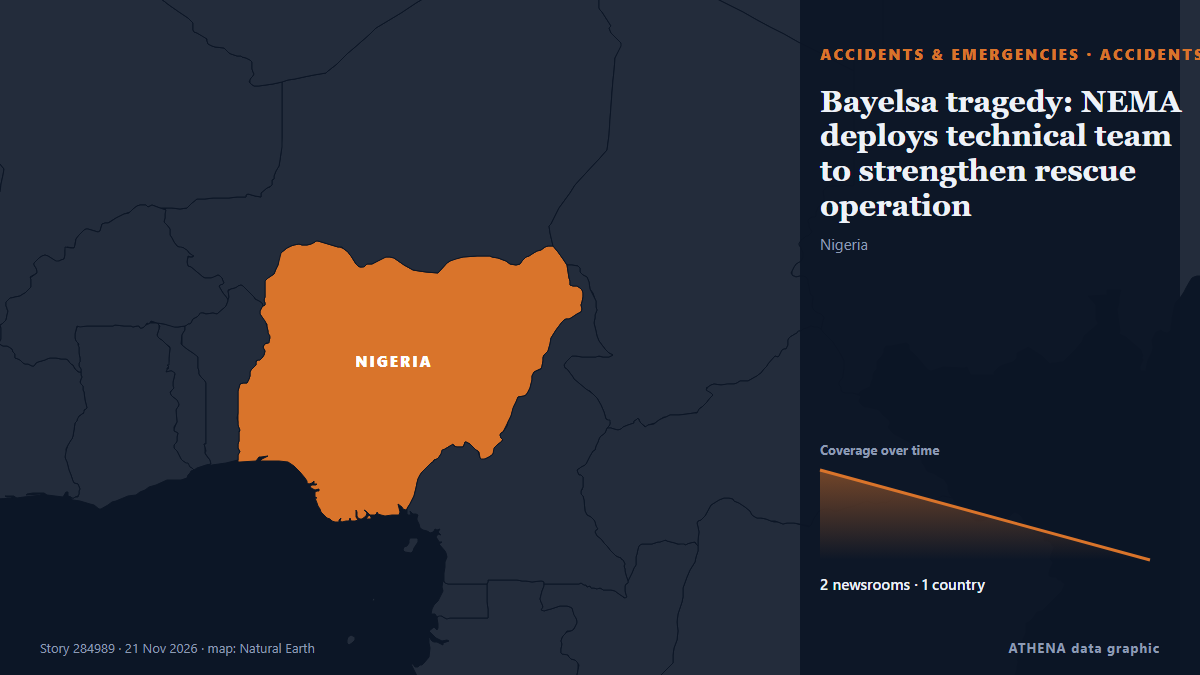 ACCIDENTS & EMERGENCIES · ACCIDENTS
Bayelsa tragedy: NEMA
deploys technical team
to strengthen rescue
operation
Nigeria
NIGERIA
Coverage over time
2 newsrooms · 1 country
Story 284989 · 21 Nov 2026 · map: Natural Earth
ATHENA data graphic